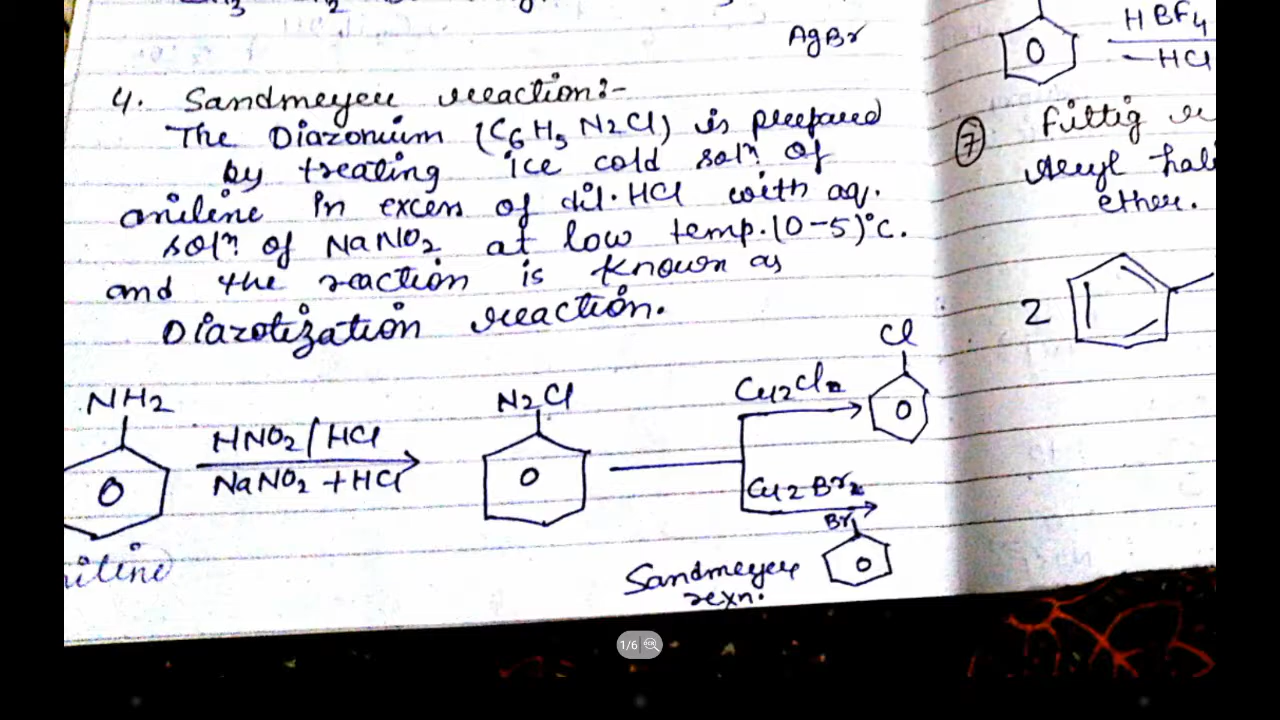 AgBr
4. Sandmeyer reaction:-
The Diazonium (C6H5N2Cl) is prepared
by treating ice cold solⁿ of
aniline in excess of dil. HCl with aq.
solⁿ of NaNO2 at low temp. (0-5)°C.
and the reaction is known as
Diazotization reaction.
NH2
HNO2/HCl
NaNO2 + HCl
N2Cl
Cu2Cl2
Cl
Cu2Br2
Br
Sandmeyer
rexn.
HBF4
-HCl
7 Fittig
Aryl
ether.
2
1/6